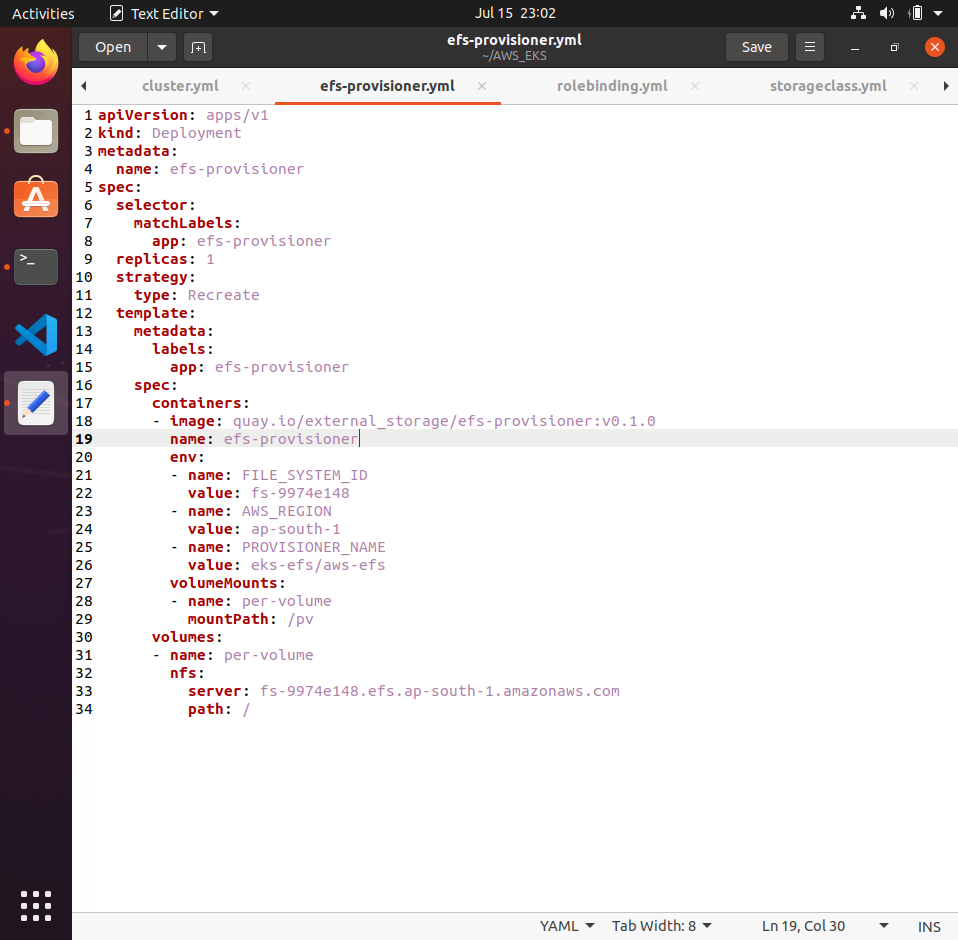 Activities Text Editor Jul 15 23:02
Open efs-provisioner.yml Save
~/AWS_EKS
cluster.yml efs-provisioner.yml rolebinding.yml storageclass.yml
1 apiVersion: apps/v1
2 kind: Deployment
3 metadata:
4   name: efs-provisioner
5 spec:
6   selector:
7     matchLabels:
8       app: efs-provisioner
9   replicas: 1
10   strategy:
11     type: Recreate
12   template:
13     metadata:
14       labels:
15         app: efs-provisioner
16     spec:
17       containers:
18       - image: quay.io/external_storage/efs-provisioner:v0.1.0
19         name: efs-provisioner
20         env:
21         - name: FILE_SYSTEM_ID
22           value: fs-9974e148
23         - name: AWS_REGION
24           value: ap-south-1
25         - name: PROVISIONER_NAME
26           value: eks-efs/aws-efs
27         volumeMounts:
28         - name: per-volume
29           mountPath: /pv
30       volumes:
31       - name: per-volume
32         nfs:
33           server: fs-9974e148.efs.ap-south-1.amazonaws.com
34           path: /
YAML Tab Width: 8 Ln 19, Col 30 INS